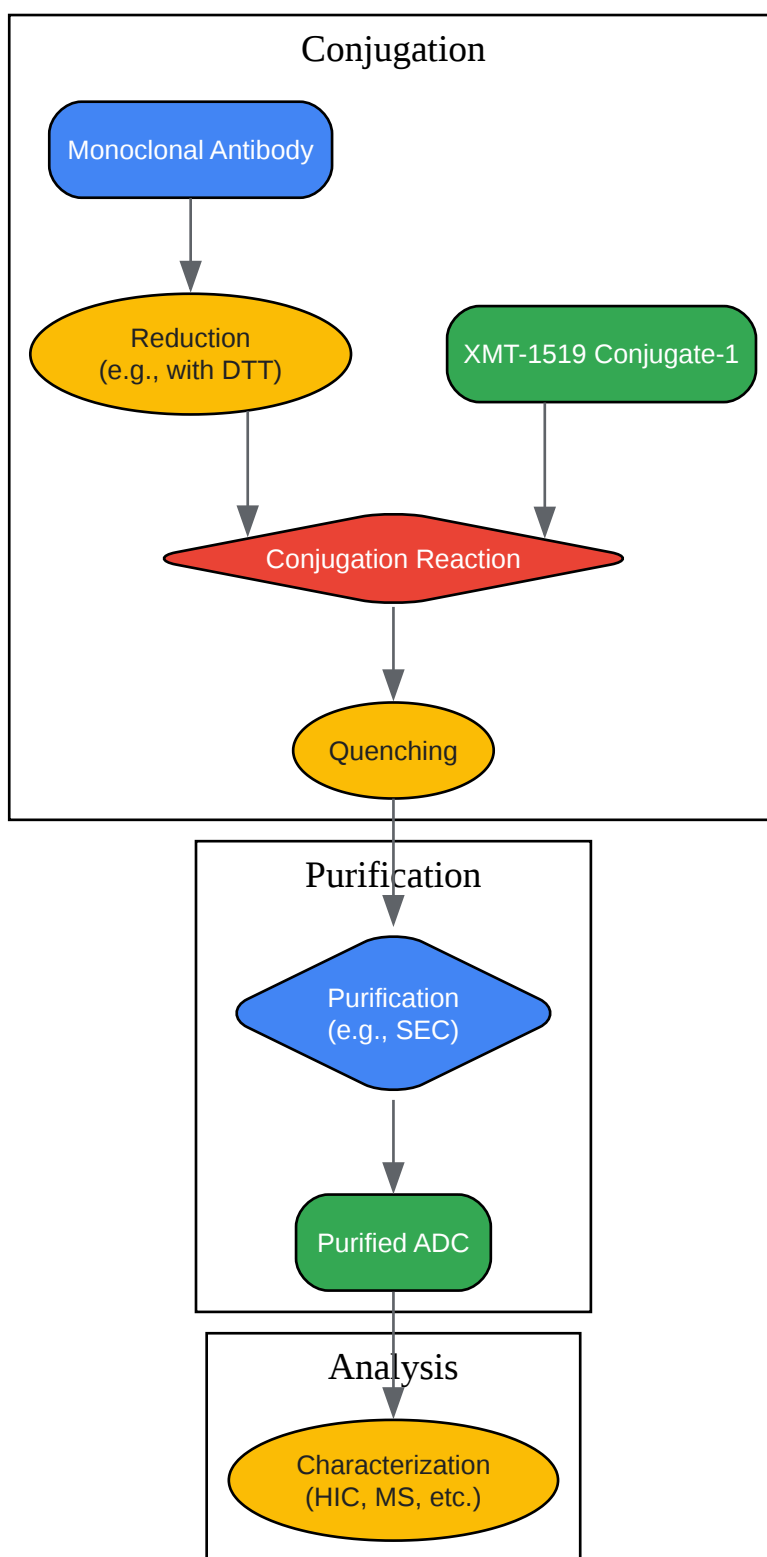 Conjugation
Monoclonal Antibody
Reduction
(e.g., with DTT)
XMT-1519 Conjugate-1
Conjugation Reaction
Quenching
Purification
Purification
(e.g., SEC)
Purified ADC
Analysis
Characterization
(HIC, MS, etc.)